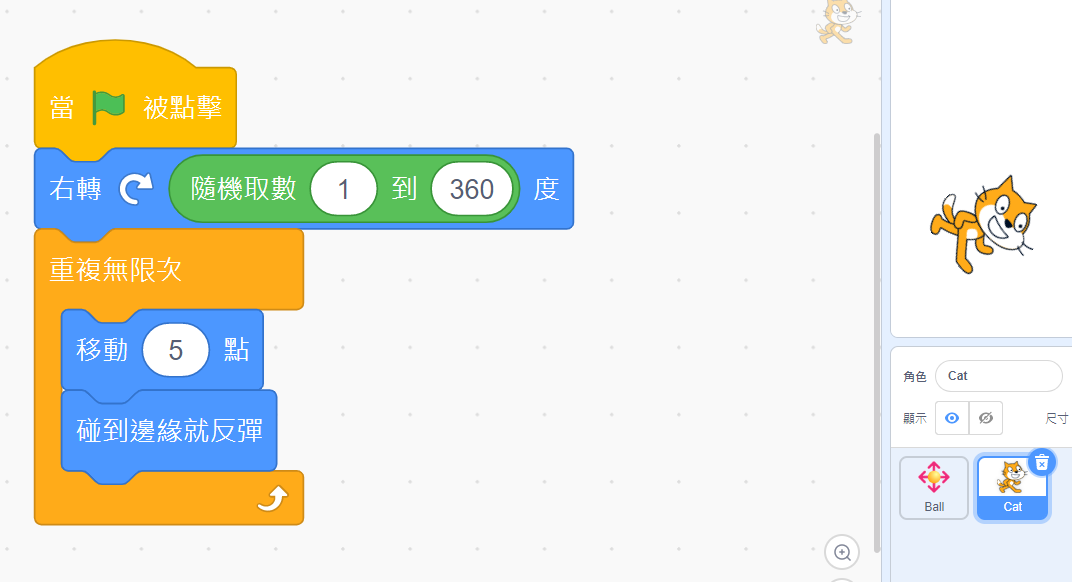 當 被點擊
右轉 隨機取數 1 到 360 度
重複無限次
移動 5 點
碰到邊緣就反彈
角色 Cat
顯示 尺寸
Ball Cat